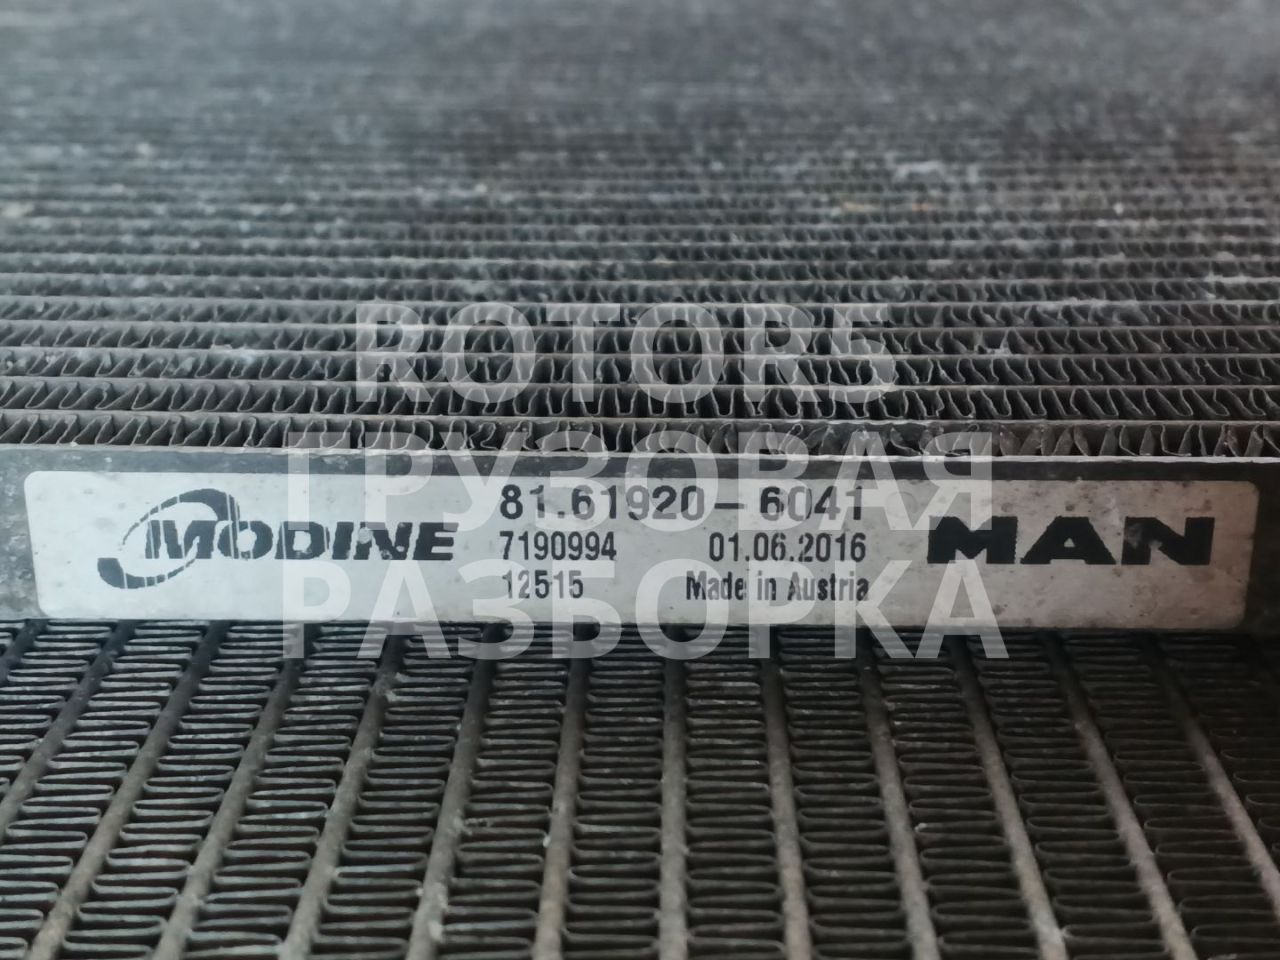 ROTOR5
ГРУЗОВАЯ
РАЗБОРКА
MODINE
81.61920-6041
7190994 01.06.2016
12515 Made in Austria
MAN